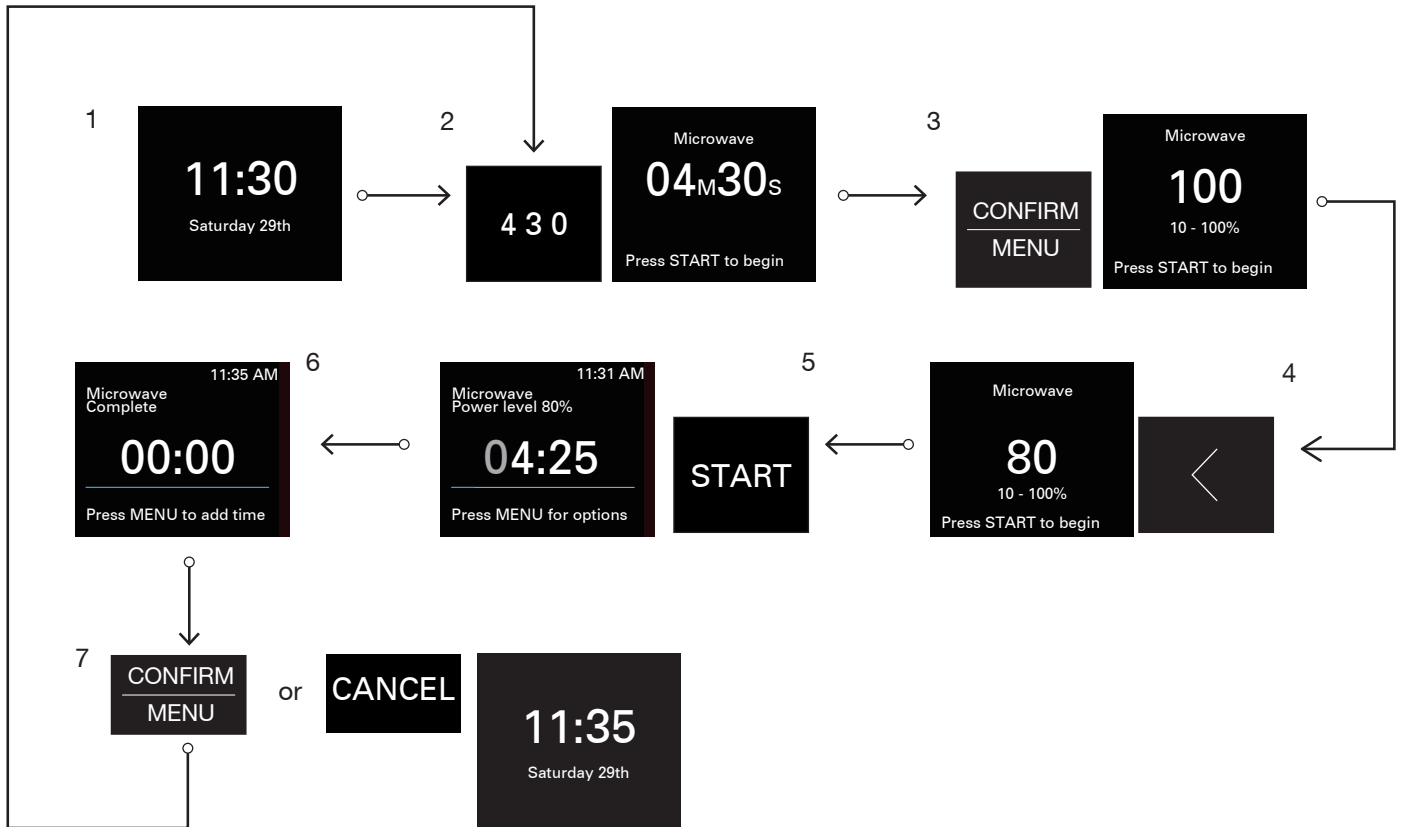 1
11:30
Saturday 29th
2
4 3 0
Microwave
04M30S
Press START to begin
3
CONFIRM
MENU
Microwave
100
10 - 100%
Press START to begin
4
Microwave
80
10 - 100%
Press START to begin
5
START
11:31 AM
Microwave
Power level 80%
04:25
Press MENU for options
6
11:35 AM
Microwave
Complete
00:00
Press MENU to add time
7
CONFIRM
MENU
or
CANCEL
11:35
Saturday 29th